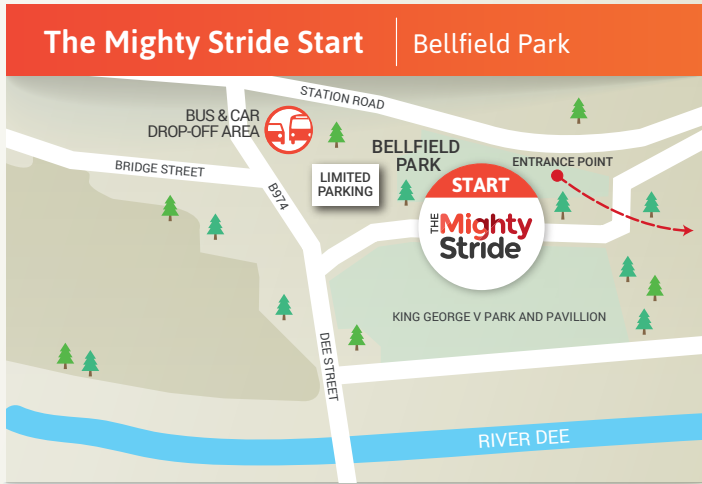 The Mighty Stride Start | Bellfield Park
STATION ROAD
BUS & CAR
DROP-OFF AREA
BRIDGE STREET
B974
LIMITED
PARKING
BELLFIELD
PARK
ENTRANCE POINT
START
THE Mighty
Stride
KING GEORGE V PARK AND PAVILLION
DEE STREET
RIVER DEE